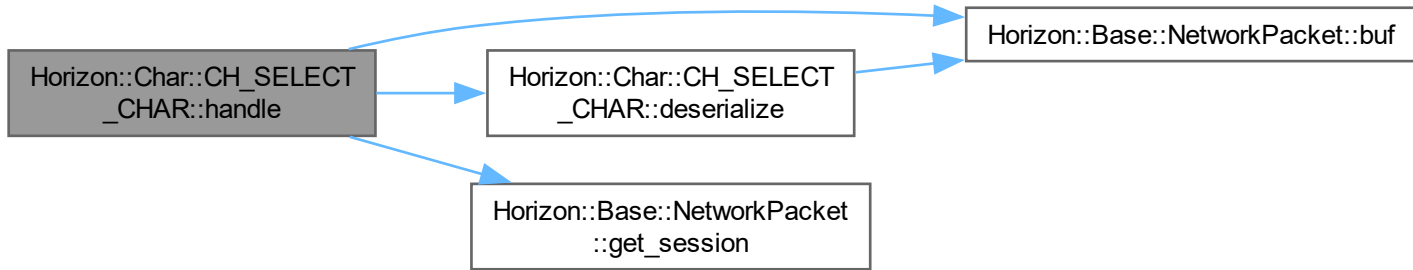 Horizon::Char::CH_SELECT
_CHAR::handle
Horizon::Char::CH_SELECT
_CHAR::deserialize
Horizon::Base::NetworkPacket::buf
Horizon::Base::NetworkPacket
::get_session